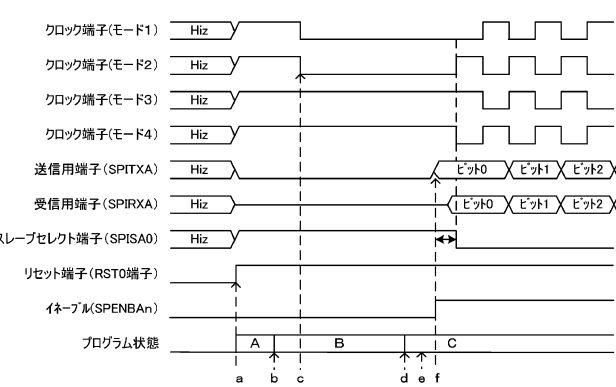 クロック端子(モード1) Hiz
クロック端子(モード2) Hiz
クロック端子(モード3) Hiz
クロック端子(モード4) Hiz
送信用端子(SPITXA) Hiz ビット0 ビット1 ビット2
受信用端子(SPIRXA) Hiz ビット0 ビット1 ビット2
スレーブセレクト端子(SPISA0) Hiz
リセット端子(RST0端子)
イネーブル(SPENBAn)
プログラム状態 A B C
a b c d e f